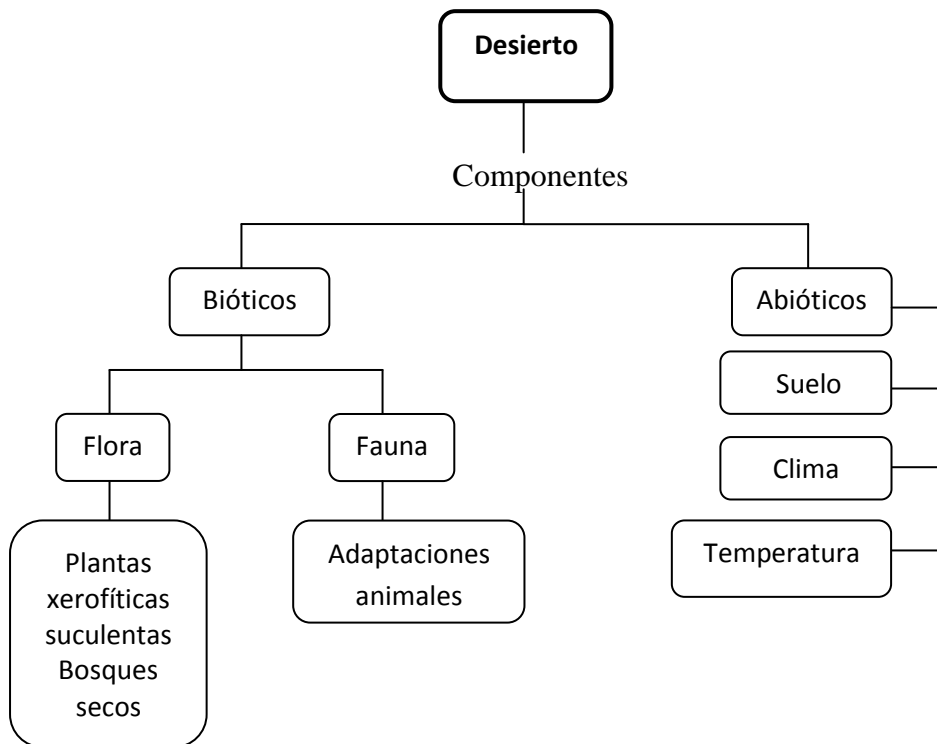 Desierto
Componentes
Bióticos
Abióticos
Suelo
Flora
Fauna
Clima
Plantas
xerofíticas
suculentas
Bosques
secos
Adaptaciones
animales
Temperatura